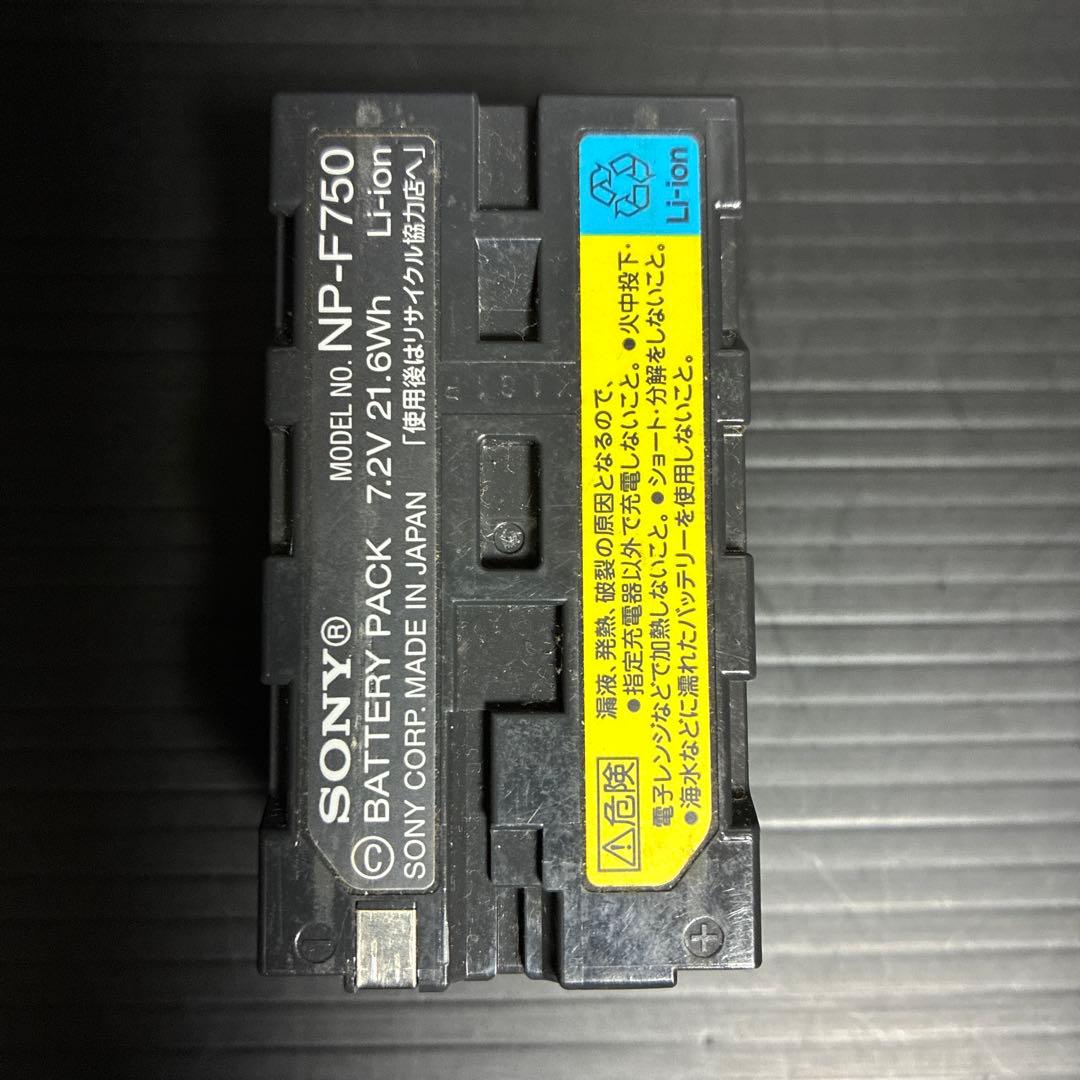 SONY®
MODEL NO. NP-F750
BATTERY PACK 7.2V 21.6Wh Li-ion
SONY CORP. MADE IN JAPAN 「使用後はリサイクル協力店へ」
Li-ion
⚠危険
漏液、発熱、破裂の原因となるので、
●指定充電器以外で充電しないこと。●火中投下・
電子レンジなどで加熱しないこと。●ショート・分解をしないこと。
●海水などに濡れたバッテリーを使用しないこと。
⊖
⊕